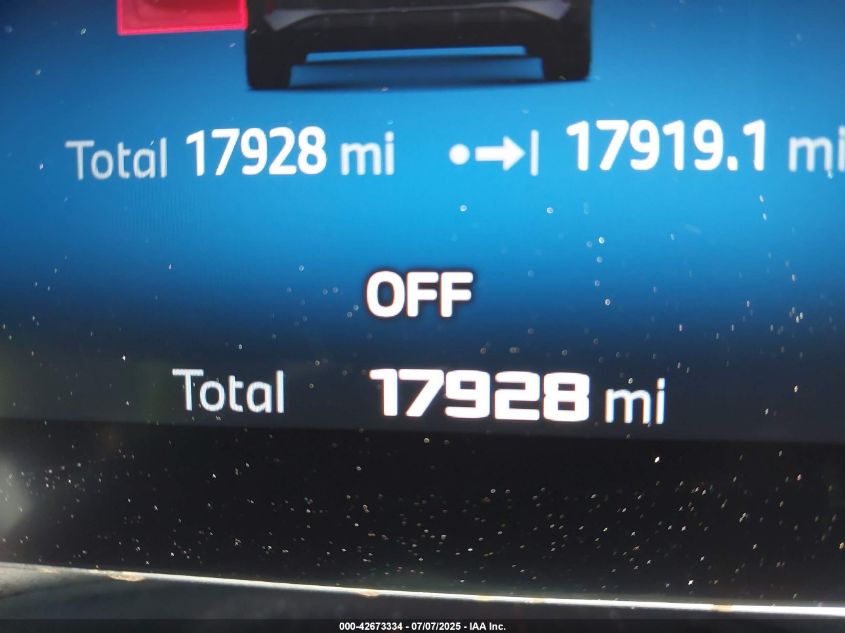 Total 17928 mi 17919.1 mi
OFF
Total 17928 mi
000-42673334 - 07/07/2025 - IAA Inc.